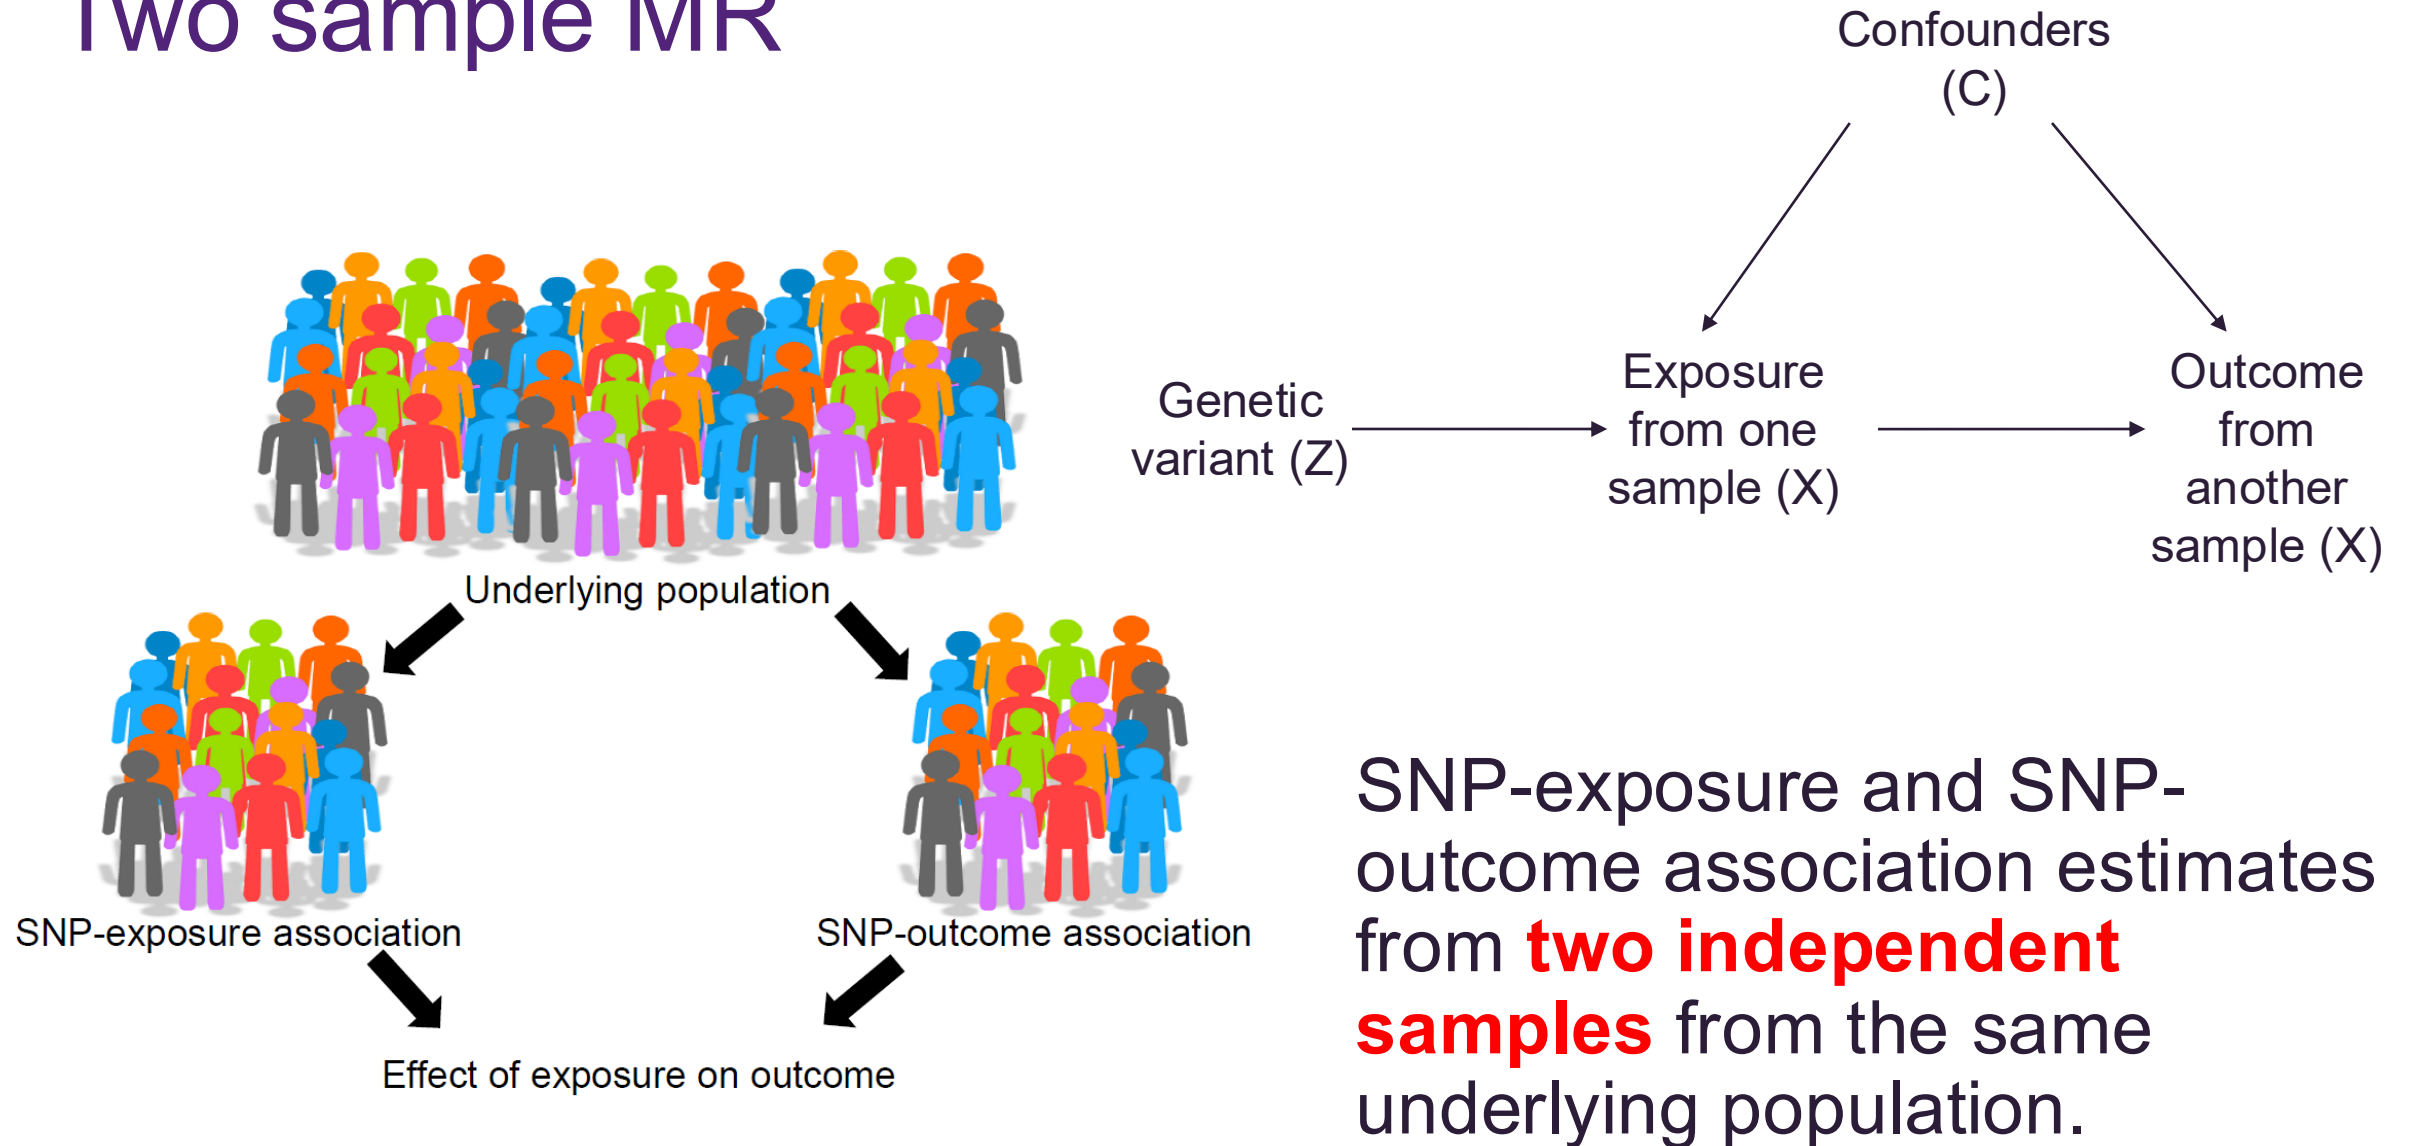 Two sample MR
Confounders
(C)
Genetic
variant (Z)
Exposure
from one
sample (X)
Outcome
from
another
sample (X)
Underlying population
SNP-exposure association
SNP-outcome association
Effect of exposure on outcome
SNP-exposure and SNP-
outcome association estimates
from two independent
samples from the same
underlying population.